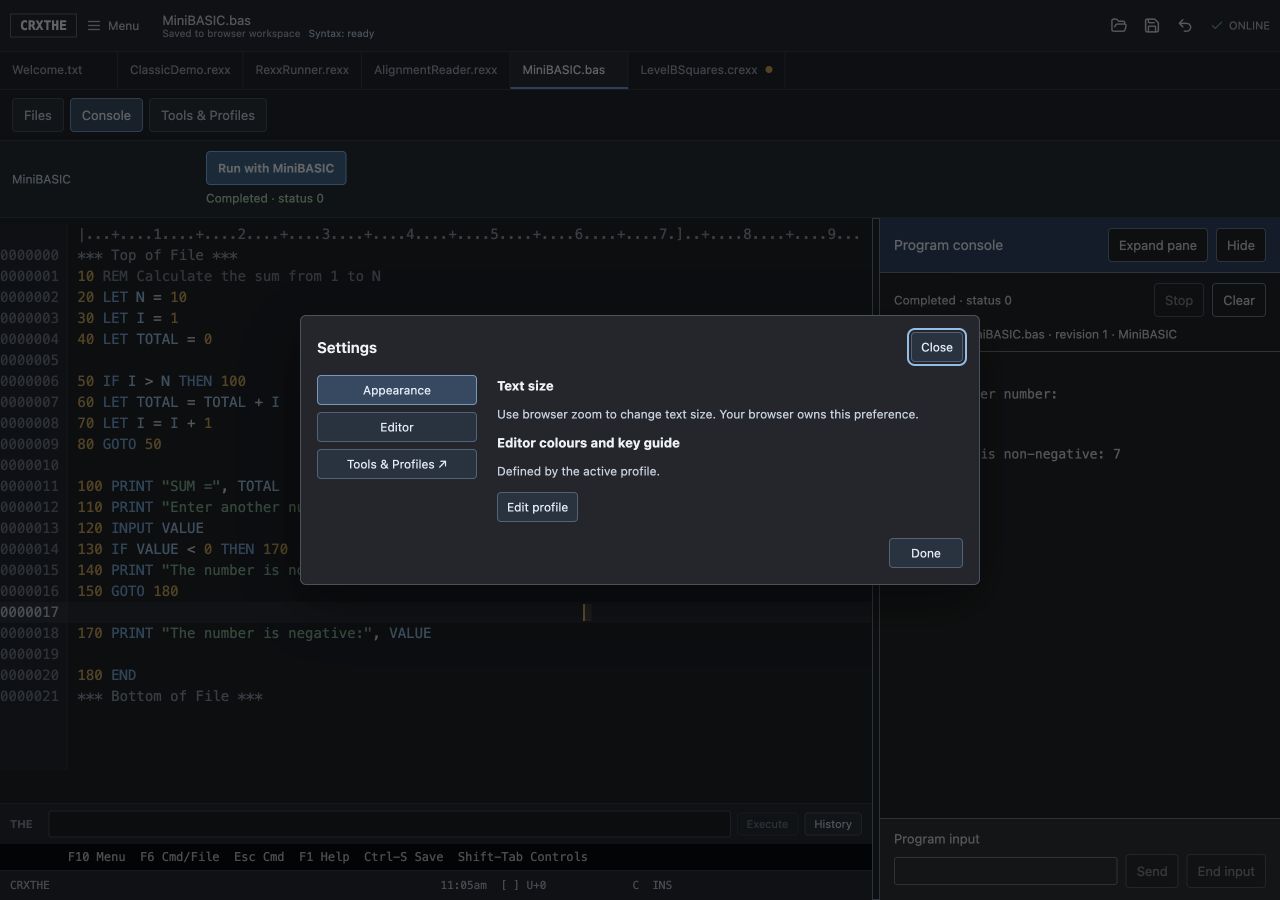 CRXTHE
Menu
MiniBASIC.bas
Saved to browser workspace Syntax: ready
ONLINE
Welcome.txt
ClassicDemo.rexx
RexxRunner.rexx
AlignmentReader.rexx
MiniBASIC.bas
LevelBSquares.crexx
Files
Console
Tools & Profiles
MiniBASIC
Run with MiniBASIC
Completed · status 0
|...+....1....+....2....+....3....+....4....+....5....+....6....+....7.]..+....8....+....9...
0000000 *** Top of File ***
0000001 10 REM Calculate the sum from 1 to N
0000002 20 LET N = 10
0000003 30 LET I = 1
0000004 40 LET TOTAL = 0
0000005
0000006 50 IF I > N THEN 100
0000007 60 LET TOTAL = TOTAL + I
0000008 70 LET I = I + 1
0000009 80 GOTO 50
0000010
0000011 100 PRINT "SUM =", TOTAL
0000012 110 PRINT "Enter another
0000013 120 INPUT VALUE
0000014 130 IF VALUE < 0 THEN 170
0000015 140 PRINT "The number is
0000016 150 GOTO 180
0000017
0000018 170 PRINT "The number is negative:", VALUE
0000019
0000020 180 END
0000021 *** Bottom of File ***
Program console
Expand pane
Hide
Completed · status 0
Stop
Clear
iBASIC.bas · revision 1 · MiniBASIC
er number:
is non-negative: 7
Settings
Close
Appearance
Editor
Tools & Profiles ↗
Text size
Use browser zoom to change text size. Your browser owns this preference.
Editor colours and key guide
Defined by the active profile.
Edit profile
Done
THE
Execute
History
F10 Menu F6 Cmd/File Esc Cmd F1 Help Ctrl-S Save Shift-Tab Controls
CRXTHE
11:05am [ ] U+0
C INS
Program input
Send
End input